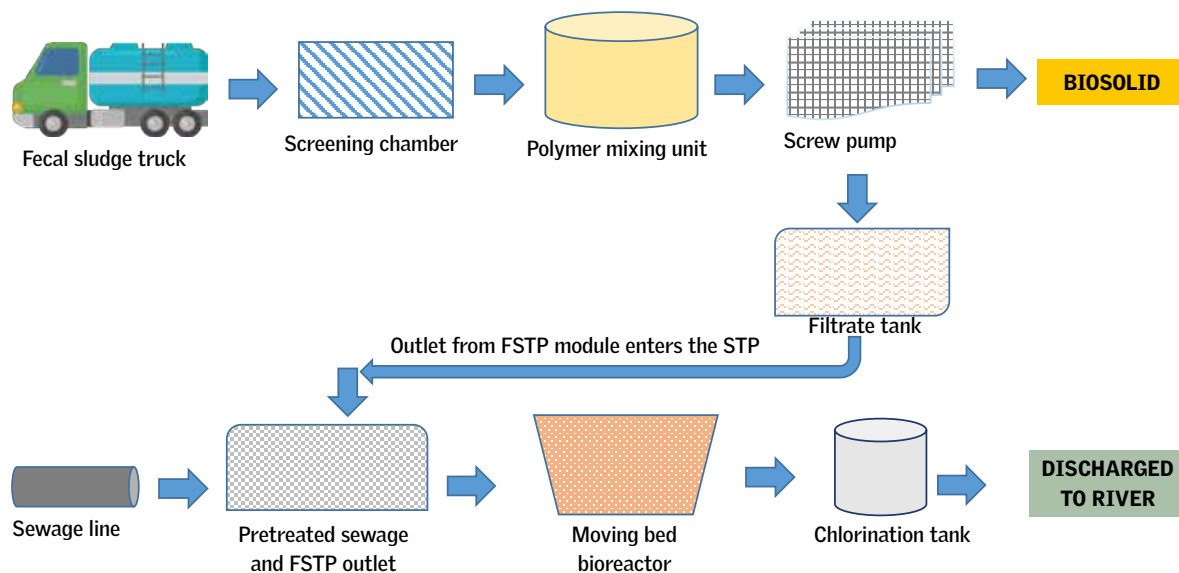 Fecal sludge truck
Screening chamber
Polymer mixing unit
Screw pump
BIOSOLID
Filtrate tank
Outlet from FSTP module enters the STP
Sewage line
Pretreated sewage
and FSTP outlet
Moving bed
bioreactor
Chlorination tank
DISCHARGED
TO RIVER